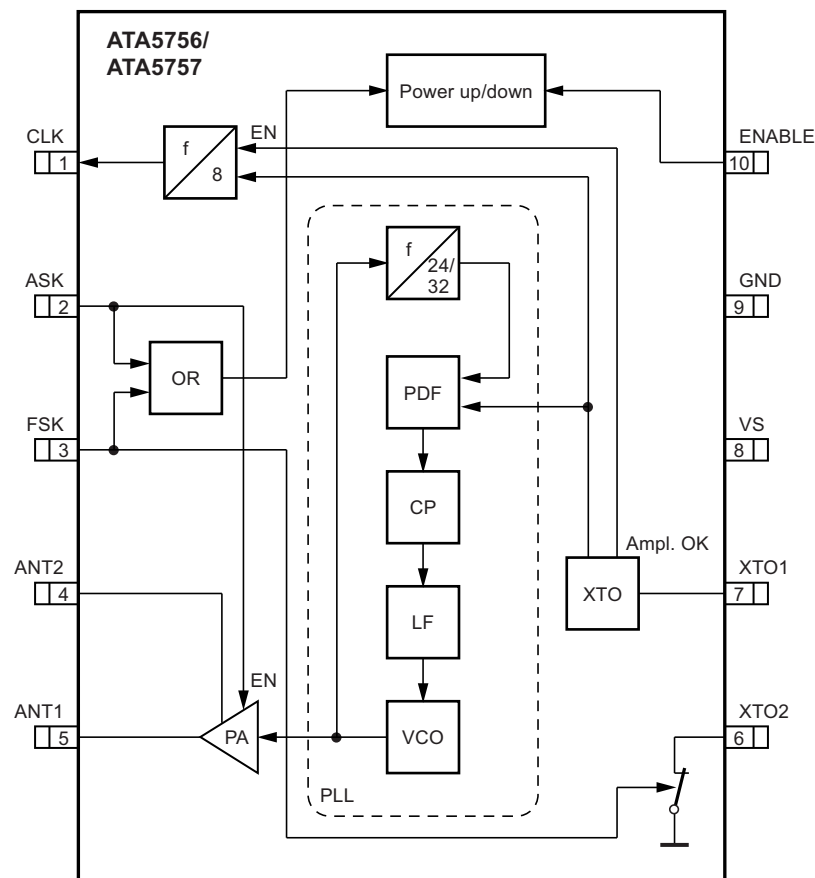 ATA5756/
ATA5757
Power up/down
CLK
1
f
8
EN
ENABLE
10
ASK
2
f
24/
32
GND
9
OR
PDF
FSK
3
VS
8
CP
Ampl. OK
ANT2
4
LF
XTO
XTO1
7
EN
ANT1
5
PA
VCO
XTO2
6
PLL